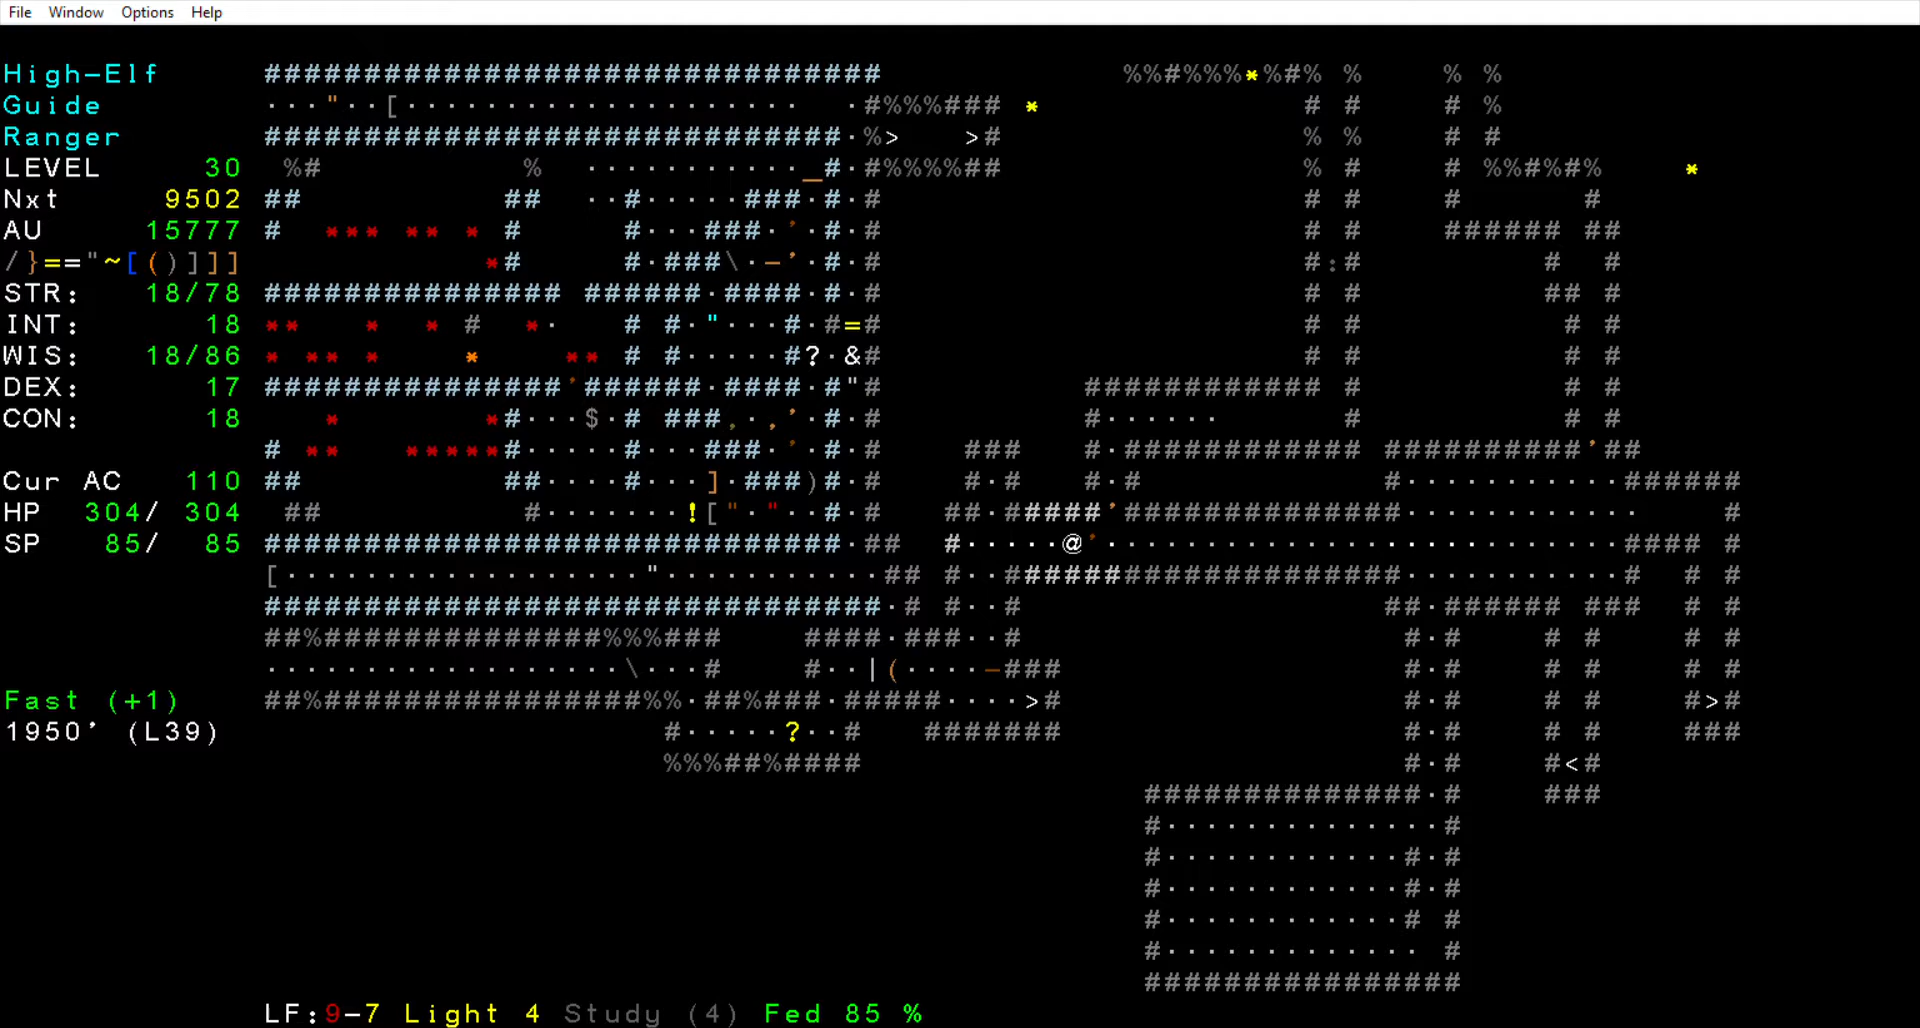 File Window Options Help
High-Elf
Guide
Ranger
LEVEL 30
Nxt 9502
AU 15777
/}=="~[()]]]
STR: 18/78
INT: 18
WIS: 18/86
DEX: 17
CON: 18
Cur AC 110
HP 304/ 304
SP 85/ 85
Fast (+1)
1950' (L39)
LF:9-7 Light 4 Study (4) Fed 85 %